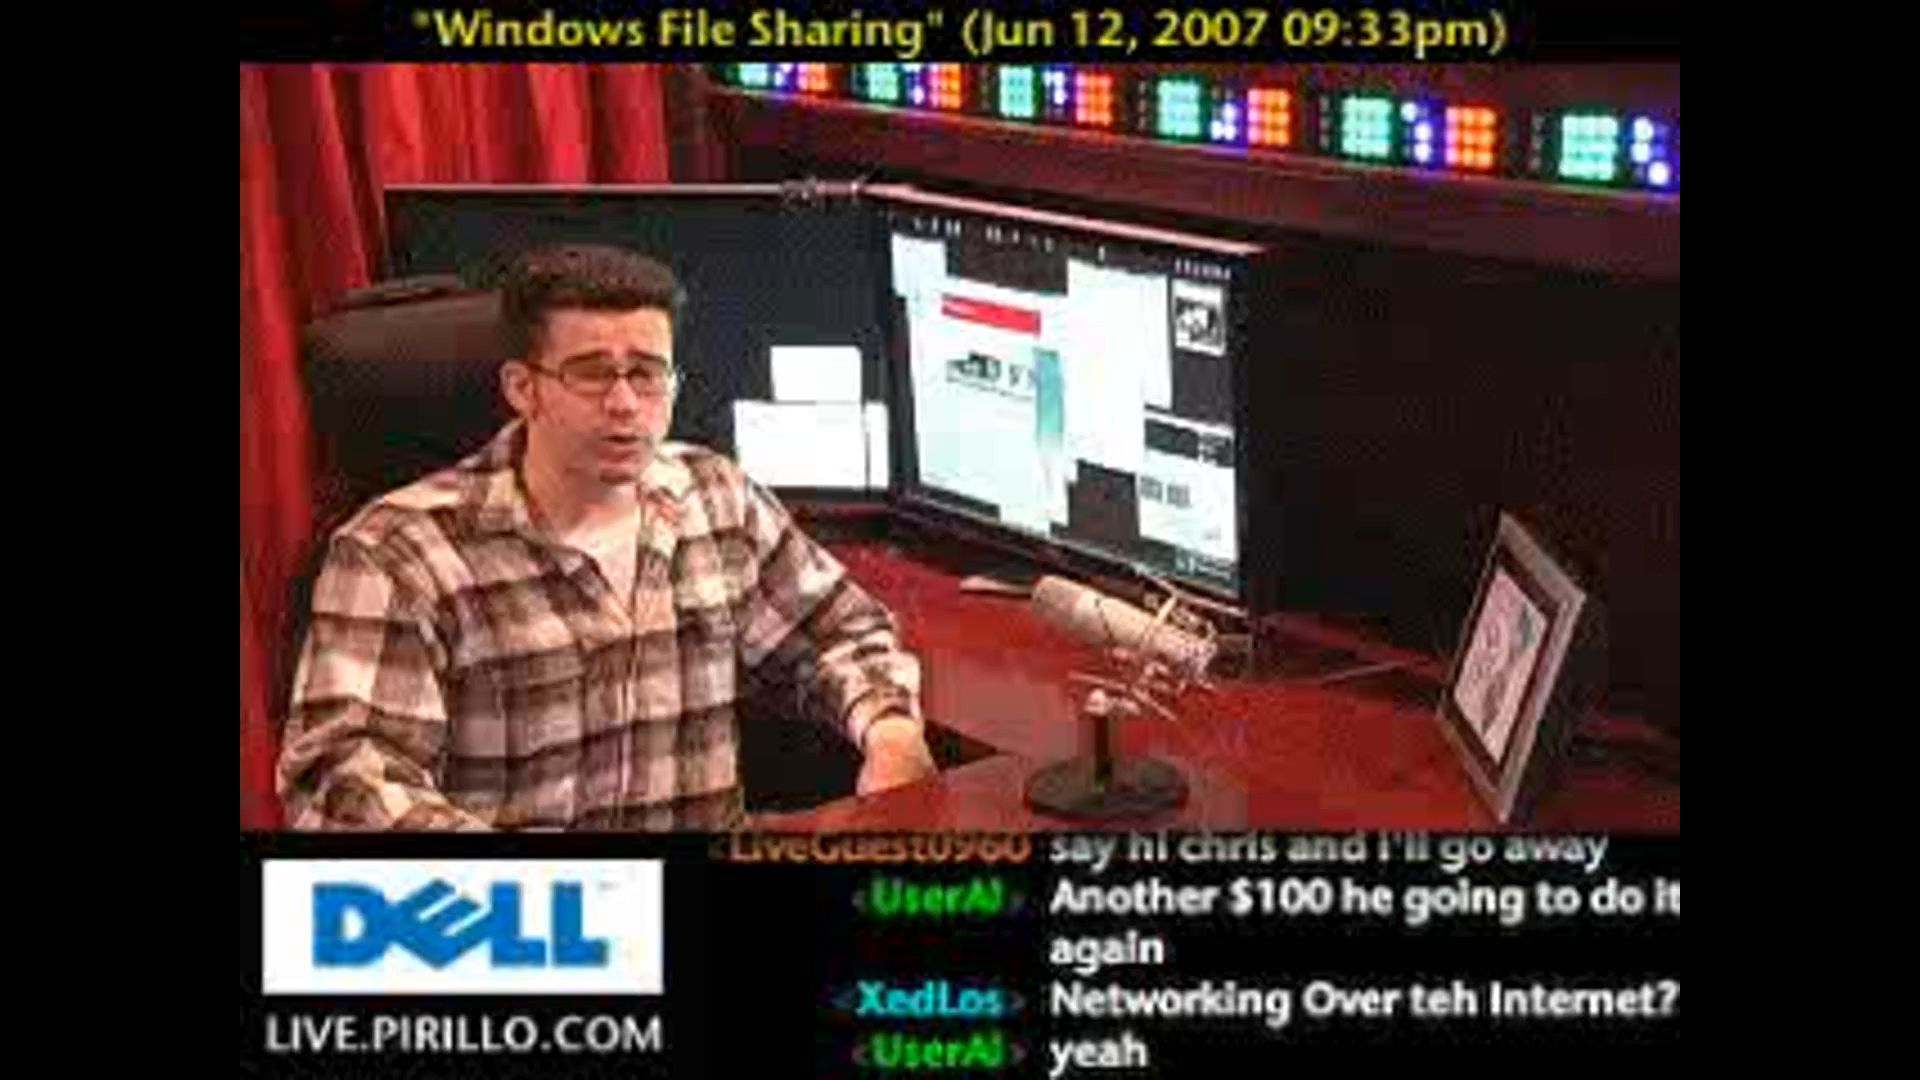 "Windows File Sharing" (Jun 12, 2007 09:33pm)
<LiveGuest0960> say hi chris and I'll go away
<UserAl> Another $100 he going to do it
again
<XedLos> Networking Over teh Internet?
<UserAl> yeah
DELL
LIVE.PIRILLO.COM